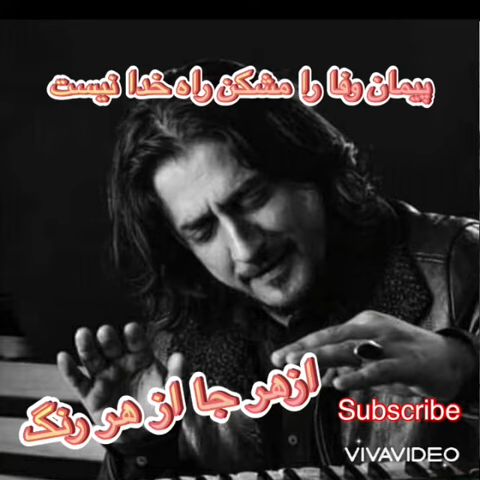 پیمان وفا را مشکن راه خدا نیست
ازهر جا از هر رنگ
Subscribe
VIVAVIDEO